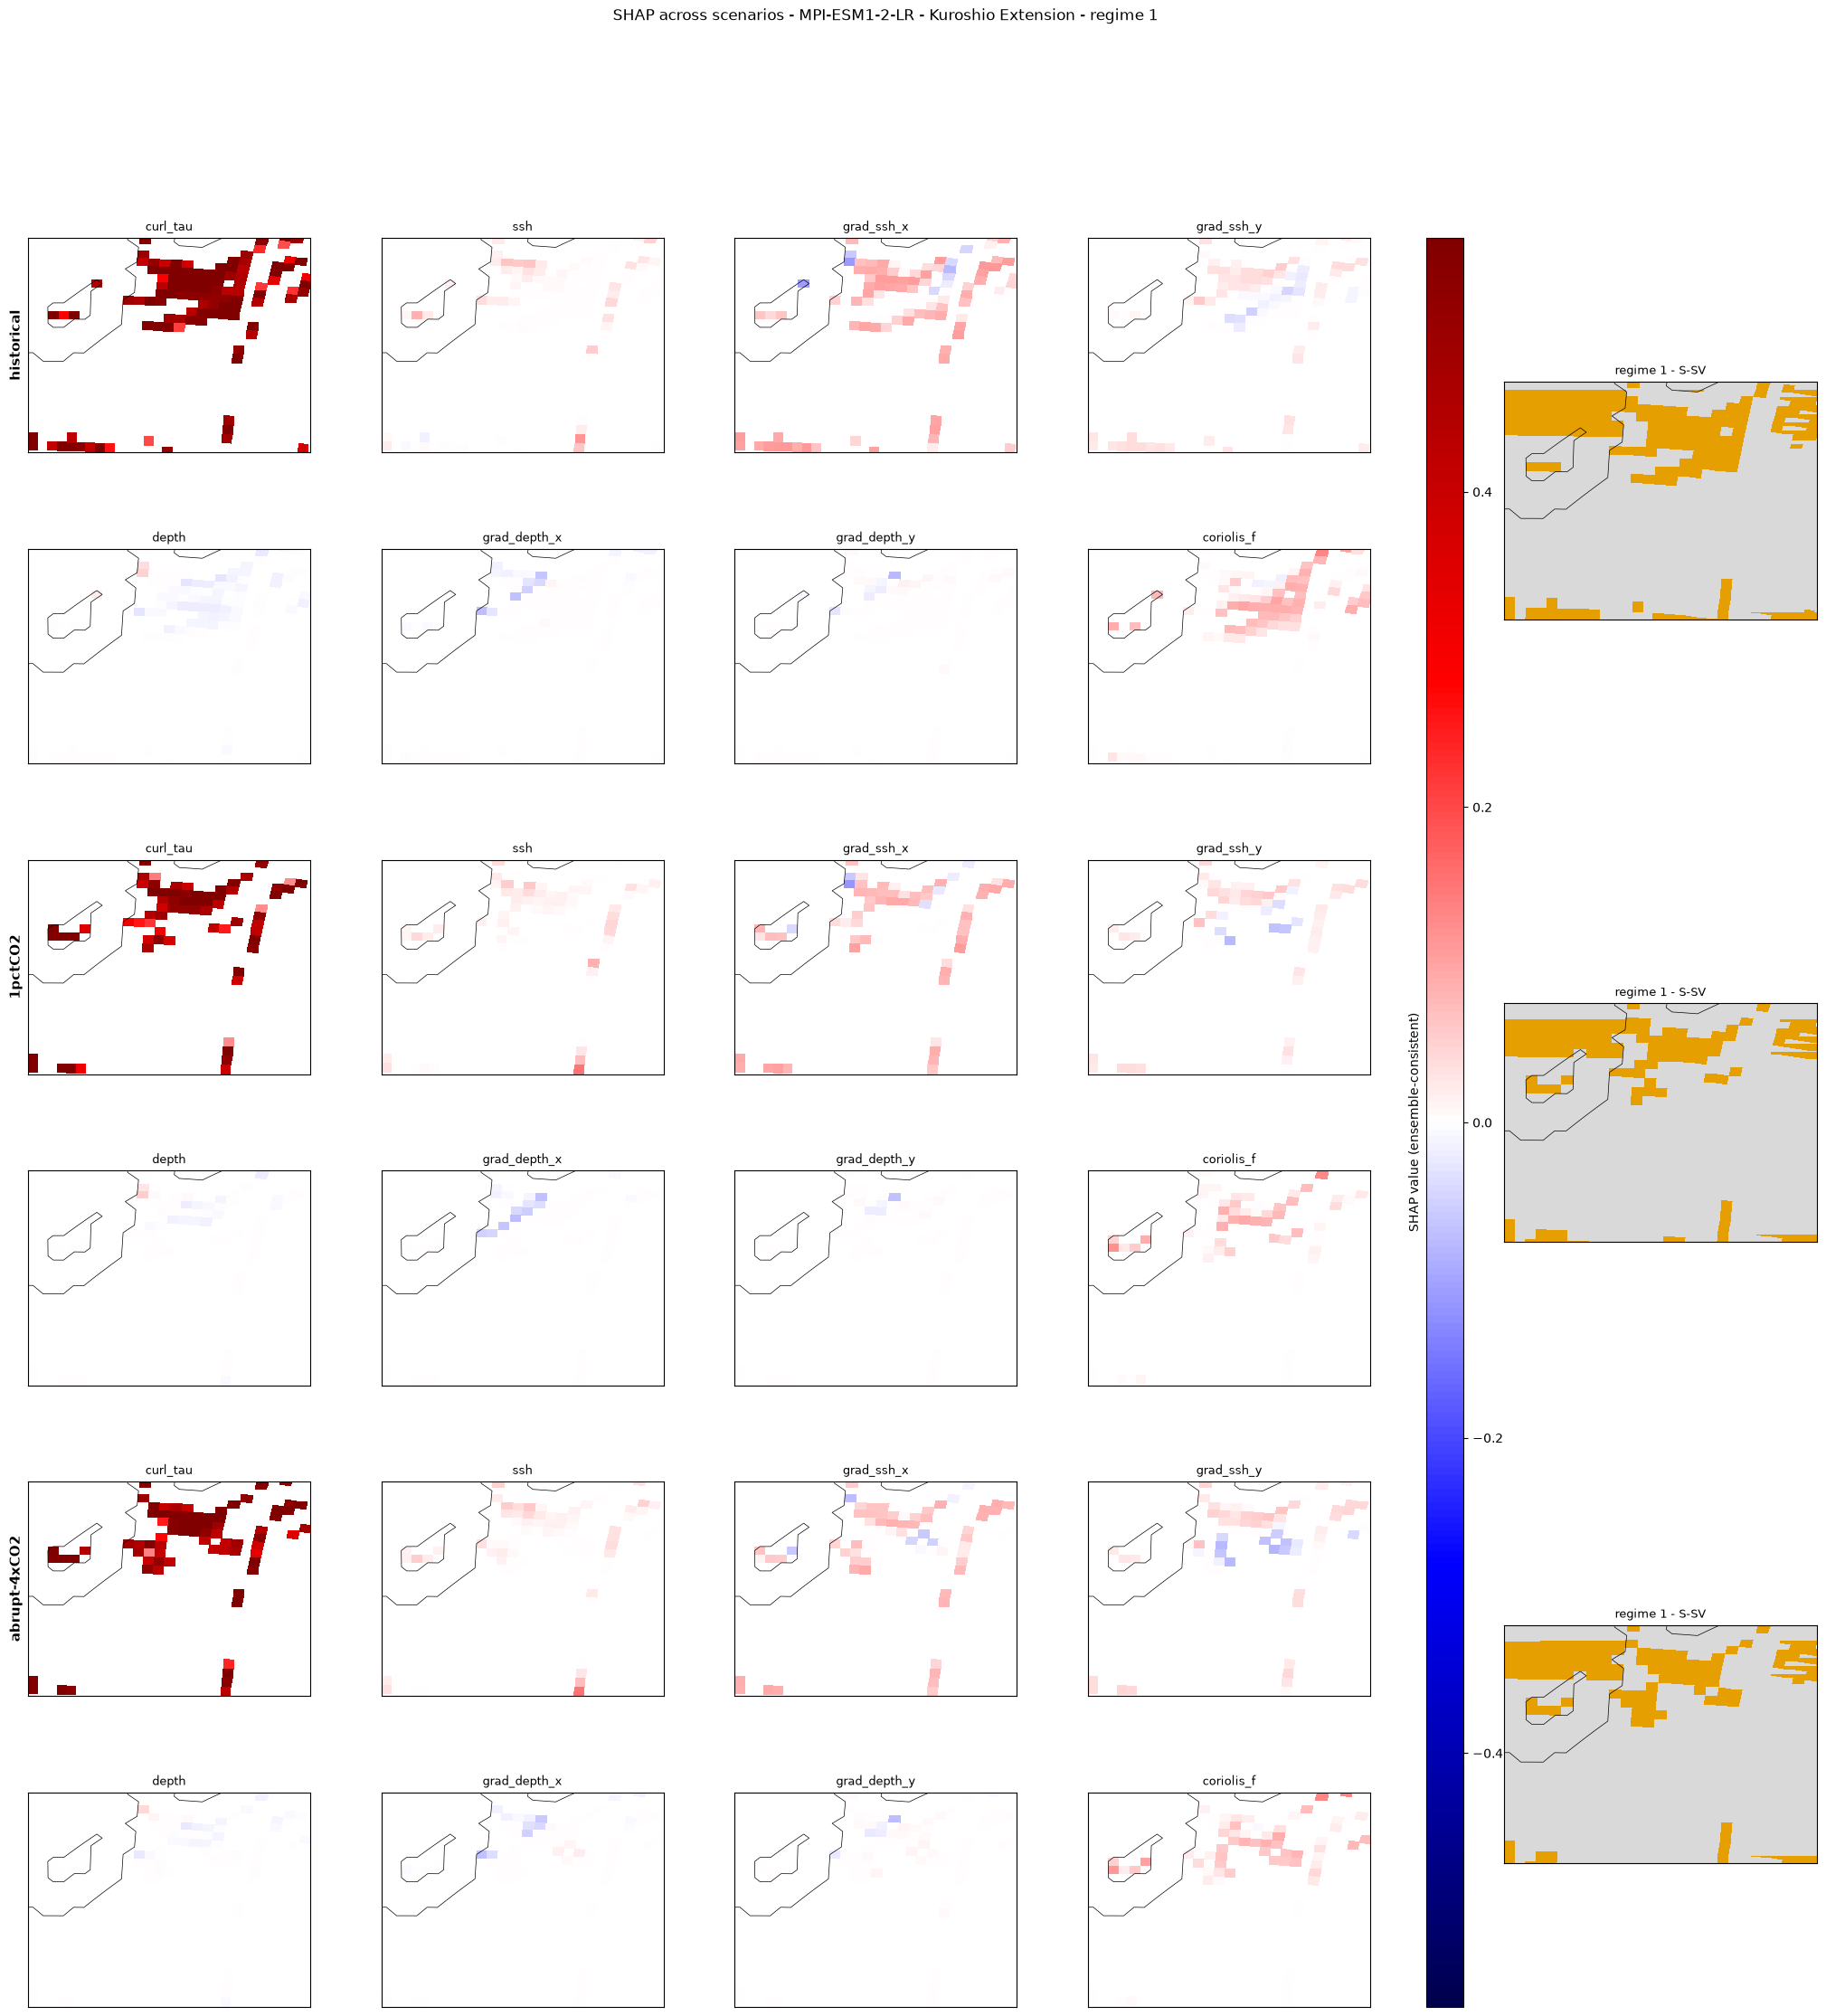 SHAP across scenarios - MPI-ESM1-2-LR - Kuroshio Extension - regime 1
curl_tau
ssh
grad_ssh_x
grad_ssh_y
historical
depth
grad_depth_x
grad_depth_y
coriolis_f
curl_tau
ssh
grad_ssh_x
grad_ssh_y
1pctCO2
depth
grad_depth_x
grad_depth_y
coriolis_f
curl_tau
ssh
grad_ssh_x
grad_ssh_y
abrupt-4xCO2
depth
grad_depth_x
grad_depth_y
coriolis_f
SHAP value (ensemble-consistent)
0.4
0.2
0.0
−0.2
−0.4
regime 1 - S-SV
regime 1 - S-SV
regime 1 - S-SV